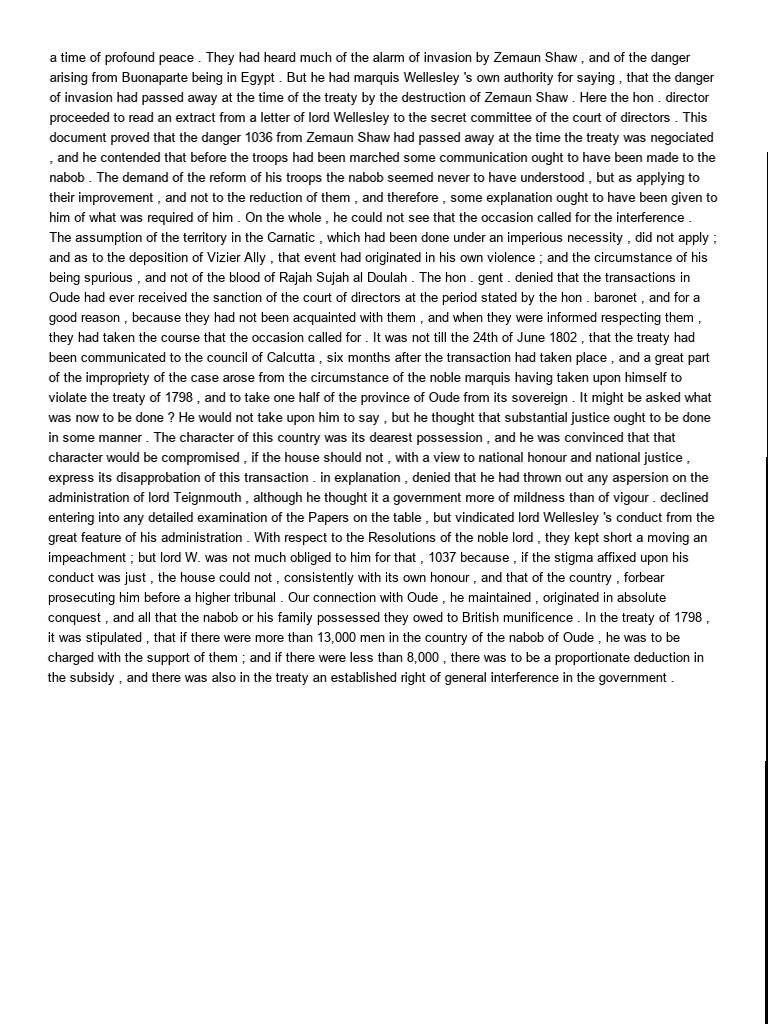 a time of profound peace . They had heard much of the alarm of invasion by Zemaun Shaw , and of the danger
arising from Buonaparte being in Egypt . But he had marquis Wellesley 's own authority for saying , that the danger
of invasion had passed away at the time of the treaty by the destruction of Zemaun Shaw . Here the hon . director
proceeded to read an extract from a letter of lord Wellesley to the secret committee of the court of directors . This
document proved that the danger 1036 from Zemaun Shaw had passed away at the time the treaty was negociated
, and he contended that before the troops had been marched some communication ought to have been made to the
nabob . The demand of the reform of his troops the nabob seemed never to have understood , but as applying to
their improvement , and not to the reduction of them , and therefore , some explanation ought to have been given to
him of what was required of him . On the whole , he could not see that the occasion called for the interference .
The assumption of the territory in the Carnatic , which had been done under an imperious necessity , did not apply ;
and as to the deposition of Vizier Ally , that event had originated in his own violence ; and the circumstance of his
being spurious , and not of the blood of Rajah Sujah al Doulah . The hon . gent . denied that the transactions in
Oude had ever received the sanction of the court of directors at the period stated by the hon . baronet , and for a
good reason , because they had not been acquainted with them , and when they were informed respecting them ,
they had taken the course that the occasion called for . It was not till the 24th of June 1802 , that the treaty had
been communicated to the council of Calcutta , six months after the transaction had taken place , and a great part
of the impropriety of the case arose from the circumstance of the noble marquis having taken upon himself to
violate the treaty of 1798 , and to take one half of the province of Oude from its sovereign . It might be asked what
was now to be done ? He would not take upon him to say , but he thought that substantial justice ought to be done
in some manner . The character of this country was its dearest possession , and he was convinced that that
character would be compromised , if the house should not , with a view to national honour and national justice ,
express its disapprobation of this transaction . in explanation , denied that he had thrown out any aspersion on the
administration of lord Teignmouth , although he thought it a government more of mildness than of vigour . declined
entering into any detailed examination of the Papers on the table , but vindicated lord Wellesley 's conduct from the
great feature of his administration . With respect to the Resolutions of the noble lord , they kept short a moving an
impeachment ; but lord W. was not much obliged to him for that , 1037 because , if the stigma affixed upon his
conduct was just , the house could not , consistently with its own honour , and that of the country , forbear
prosecuting him before a higher tribunal . Our connection with Oude , he maintained , originated in absolute
conquest , and all that the nabob or his family possessed they owed to British munificence . In the treaty of 1798 ,
it was stipulated , that if there were more than 13,000 men in the country of the nabob of Oude , he was to be
charged with the support of them ; and if there were less than 8,000 , there was to be a proportionate deduction in
the subsidy , and there was also in the treaty an established right of general interference in the government .